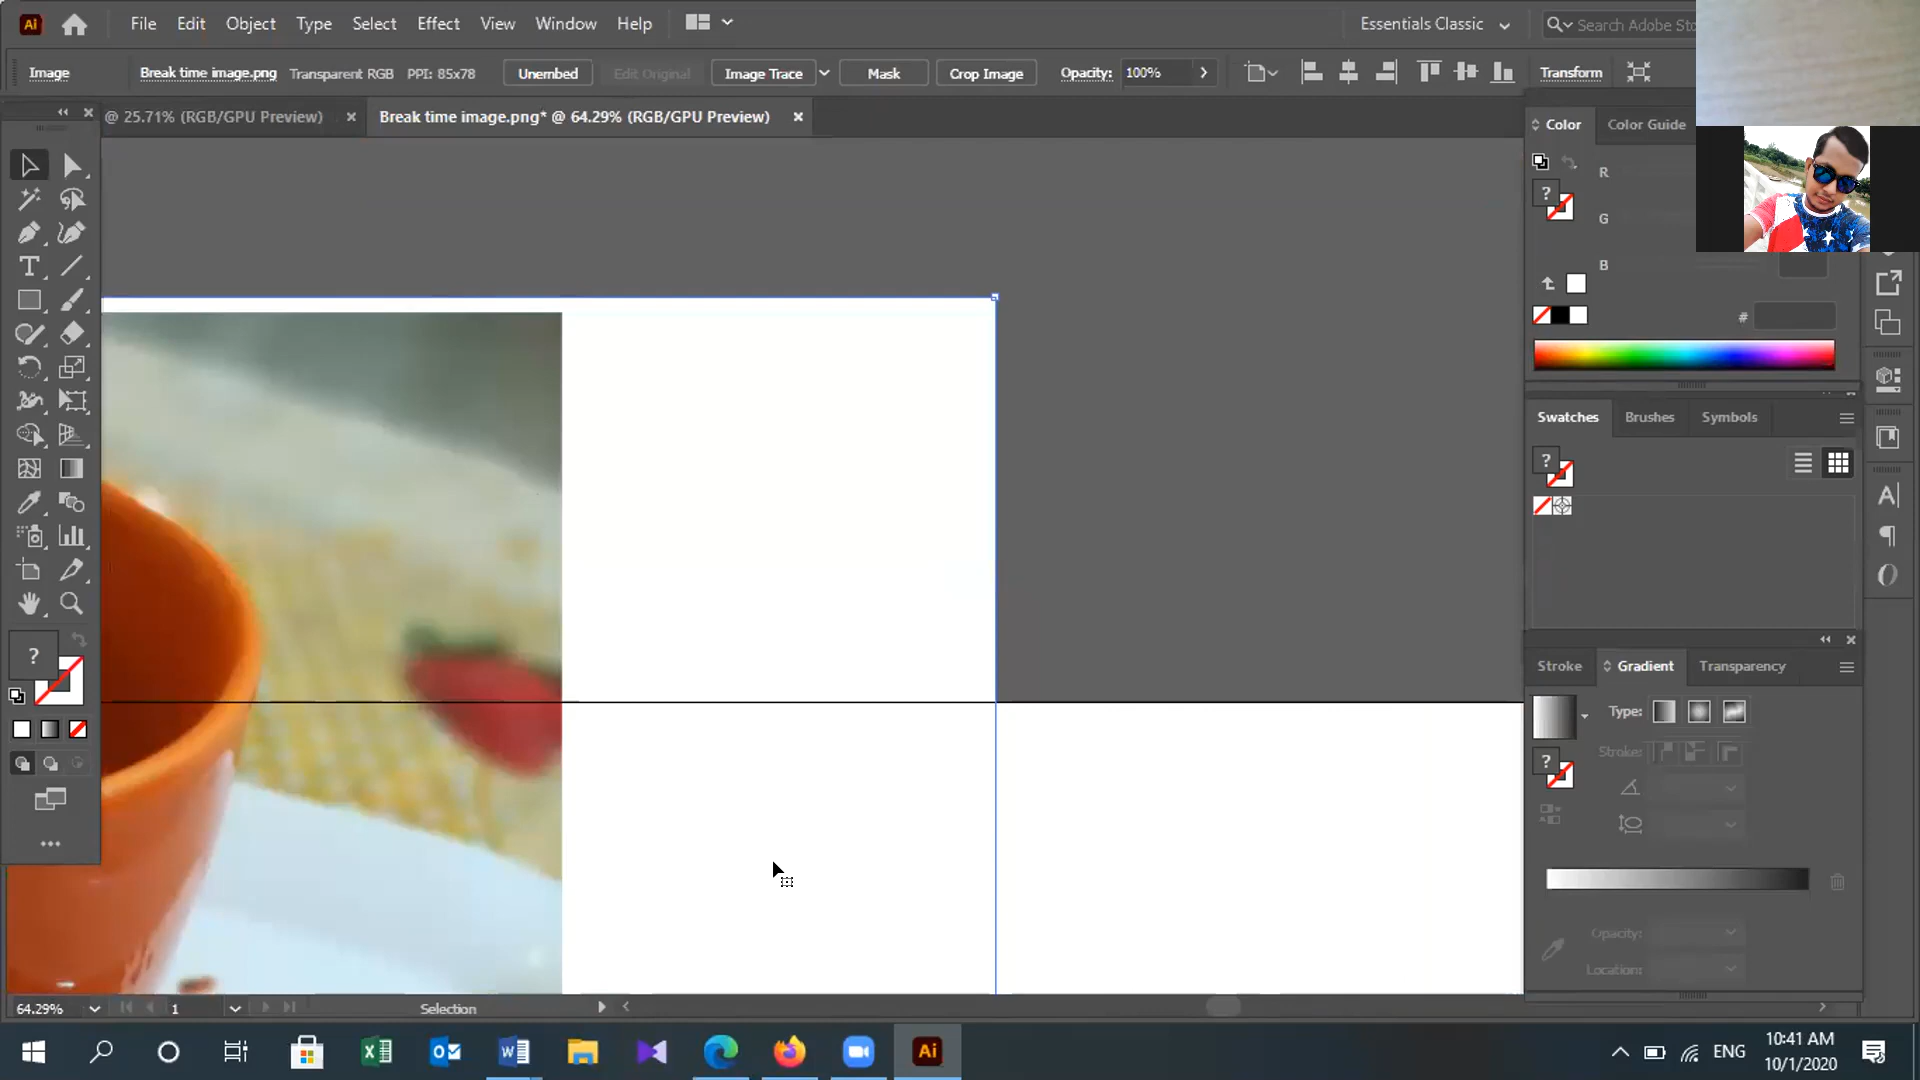 Ai File Edit Object Type Select Effect View Window Help Essentials Classic Search Adobe Sto
Image Break time image.png Transparent RGB PPI: 85x78 Unembed Edit Original Image Trace Mask Crop Image Opacity: 100% Transform
@ 25.71% (RGB/GPU Preview) × Break time image.png* @ 64.29% (RGB/GPU Preview) ×
Color Color Guide
R
G
B
#
Swatches Brushes Symbols
Stroke Gradient Transparency
Type:
Stroke:
Opacity:
Location:
64.29% 1 Selection
10:41 AM
ENG
10/1/2020